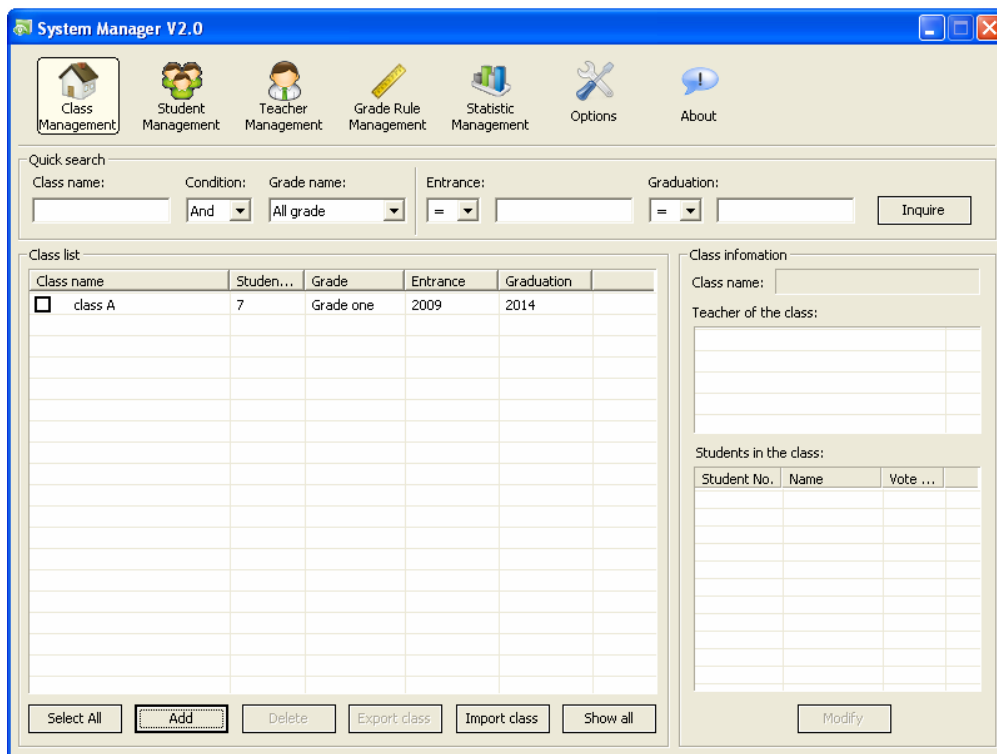 System Manager V2.0
Class Management
Student Management
Teacher Management
Grade Rule Management
Statistic Management
Options
About
Quick search
Class name: Condition: Grade name: Entrance: Graduation:
And All grade = = Inquire
Class list
Class name Studen... Grade Entrance Graduation
class A 7 Grade one 2009 2014
Select All Add Delete Export class Import class Show all
Class infomation
Class name:
Teacher of the class:
Students in the class:
Student No. Name Vote ...
Modify